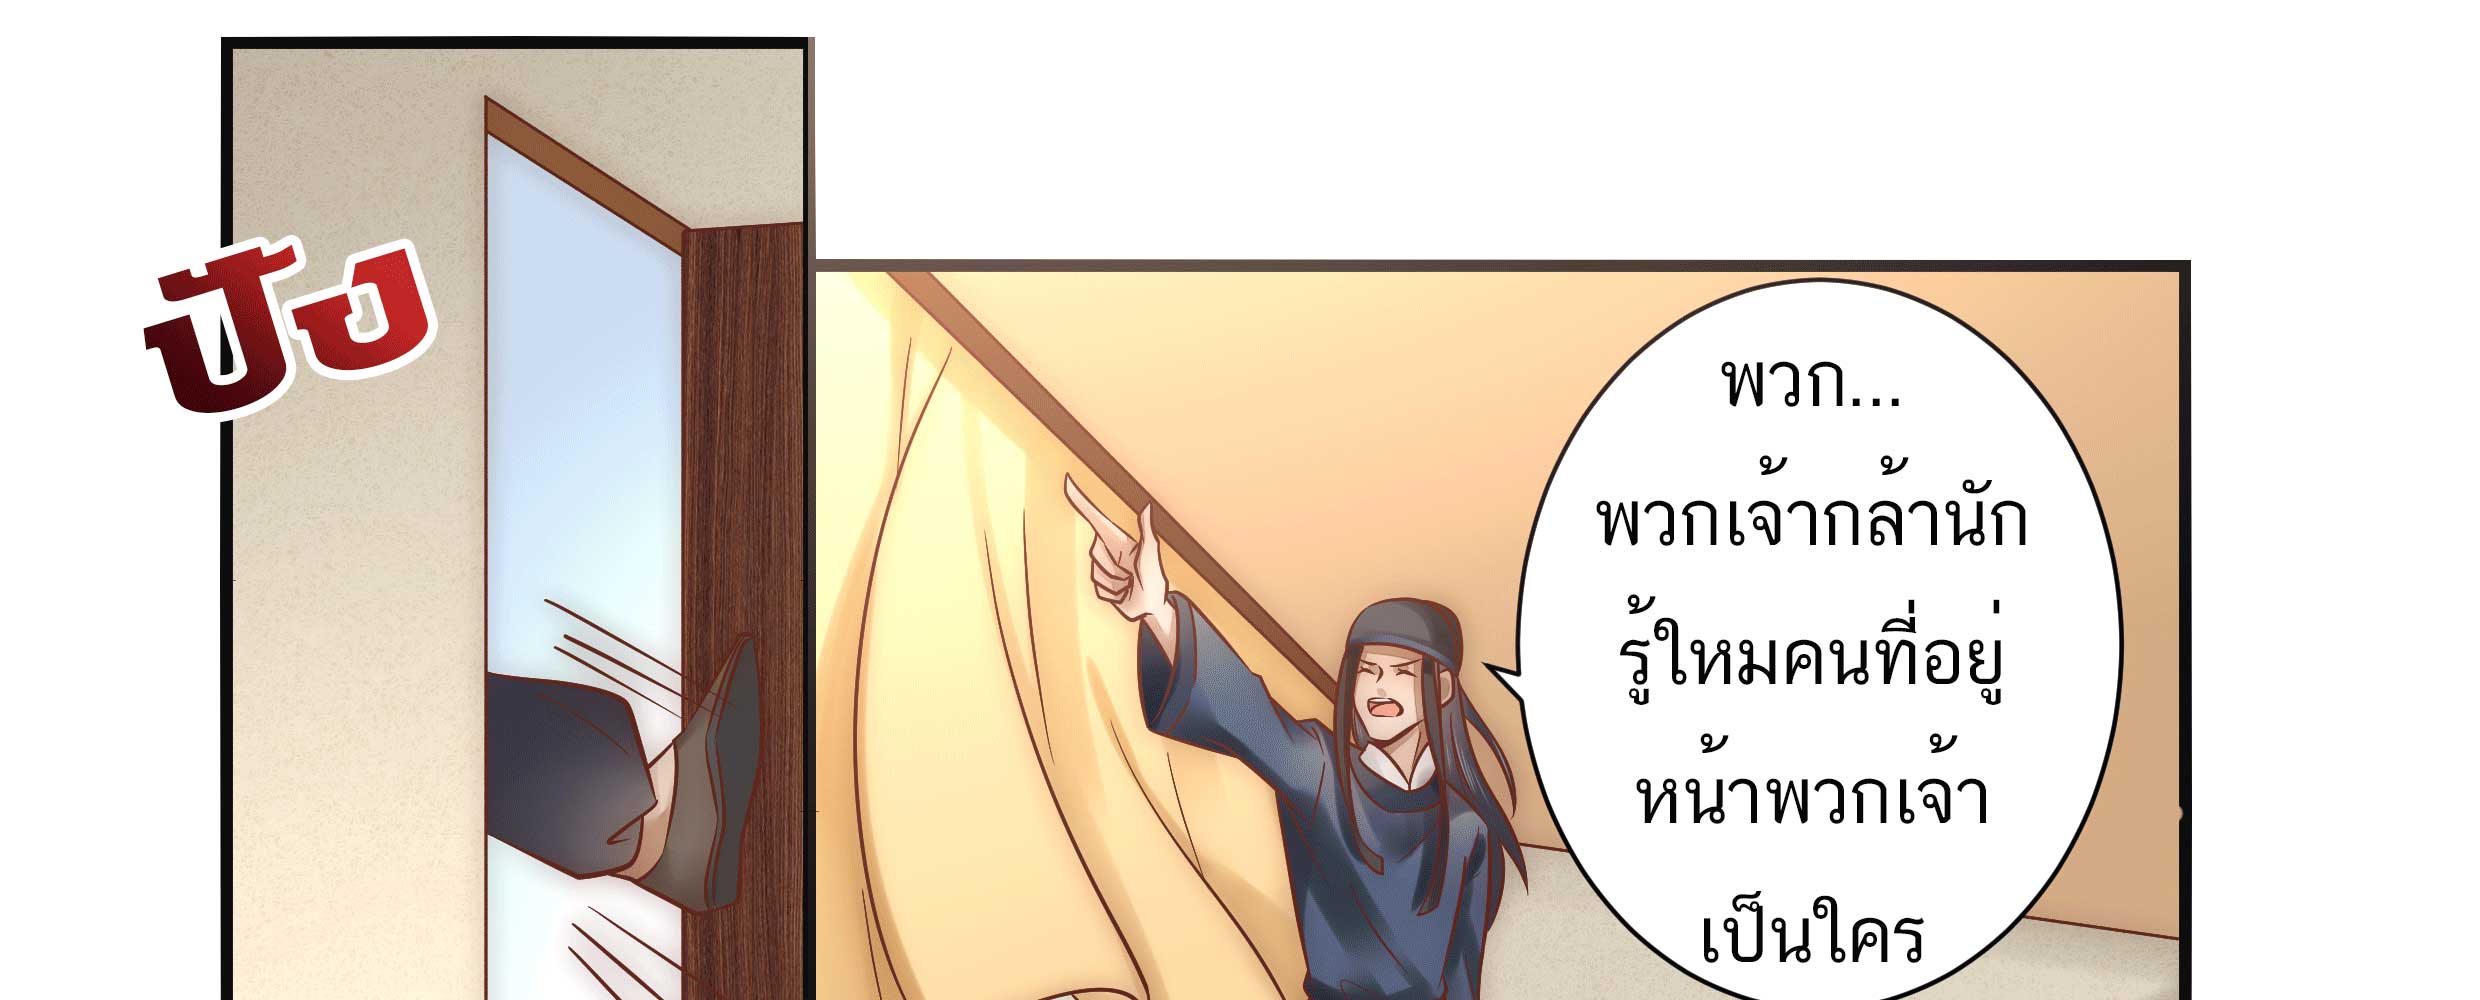 ปัง
พวก...
พวกเจ้ากล้านัก
รู้ใหมคนที่อยู่
หน้าพวกเจ้า
เป็นใคร